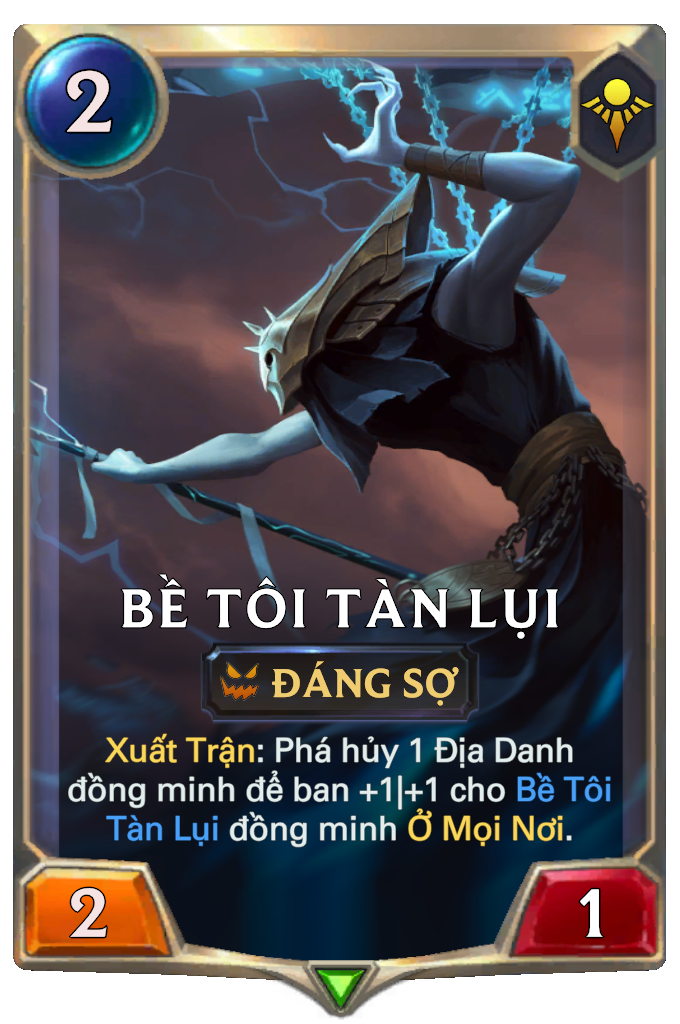 2
BỀ TÔI TÀN LỤI
ĐÁNG SỢ
Xuất Trận: Phá hủy 1 Địa Danh
đồng minh để ban +1|+1 cho Bề Tôi
Tàn Lụi đồng minh Ở Mọi Nơi.
2
1